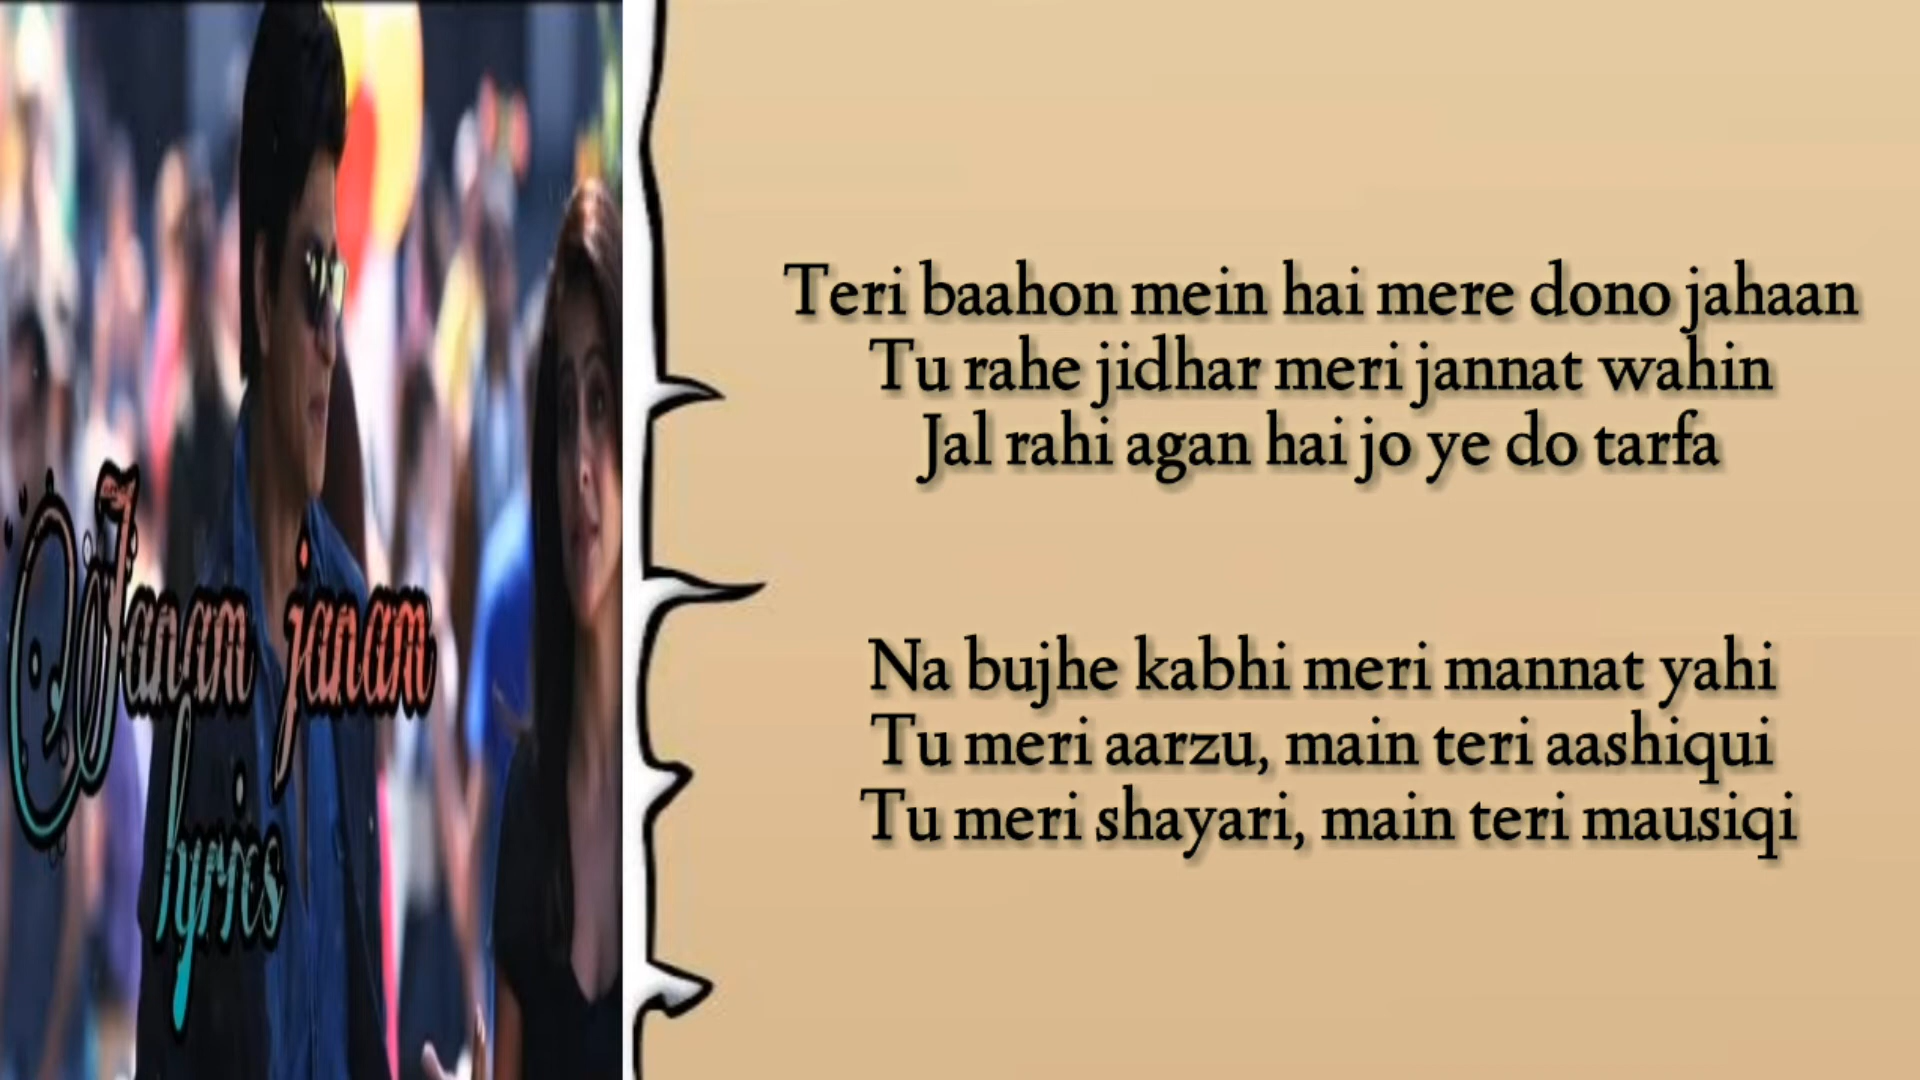 Janam janam
lyrics
Teri baahon mein hai mere dono jahaan
Tu rahe jidhar meri jannat wahin
Jal rahi agan hai jo ye do tarfa
Na bujhe kabhi meri mannat yahi
Tu meri aarzu, main teri aashiqui
Tu meri shayari, main teri mausiqi